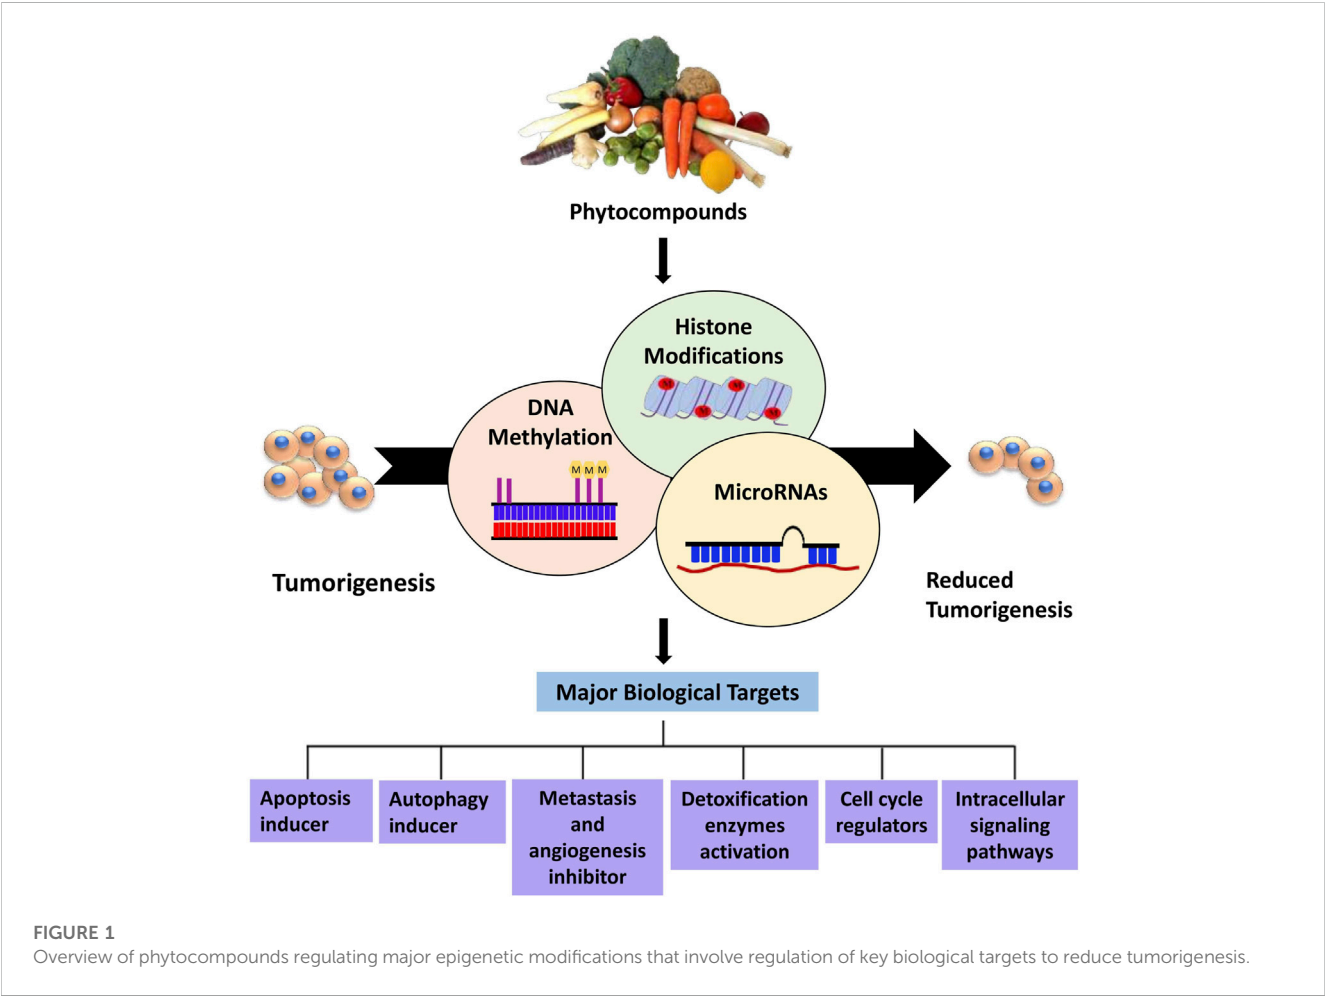 Phytocompounds
Histone
Modifications
M
M
M
M
DNA
Methylation
M M M
MicroRNAs
Tumorigenesis
Reduced
Tumorigenesis
Major Biological Targets
Apoptosis
inducer
Autophagy
inducer
Metastasis
and
angiogenesis
inhibitor
Detoxification
enzymes
activation
Cell cycle
regulators
Intracellular
signaling
pathways
FIGURE 1
Overview of phytocompounds regulating major epigenetic modifications that involve regulation of key biological targets to reduce tumorigenesis.